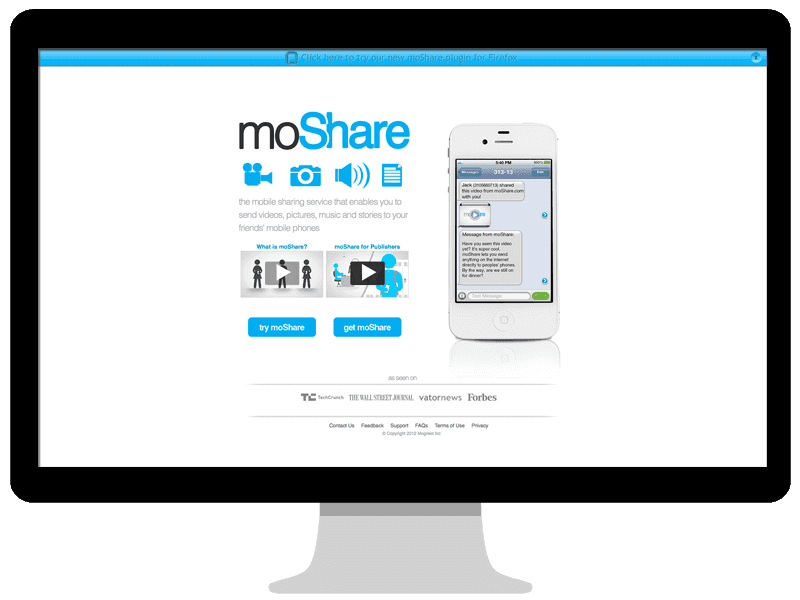 Click here to try our new moShare plugin for Firefox
moShare
the mobile sharing service that enables you to
send videos, pictures, music and stories to your
friends' mobile phones
What is moShare?
moShare for Publishers
try moShare
get moShare
5:40 PM
100%
Messages
313-13
Edit
this video from moShare.com
with you!
moShare
Message from moShare:
Have you seen this video
yet? It's super cool.
moShare lets you send
anything on the internet
directly to peoples' phones.
By the way, are we still on
for dinner?
Text Message
as seen on
TC TechCrunch
THE WALL STREET JOURNAL
vatornews
Forbes
Contact Us Feedback Support FAQs Terms of Use Privacy
© Copyright 2012 Mogreet Inc